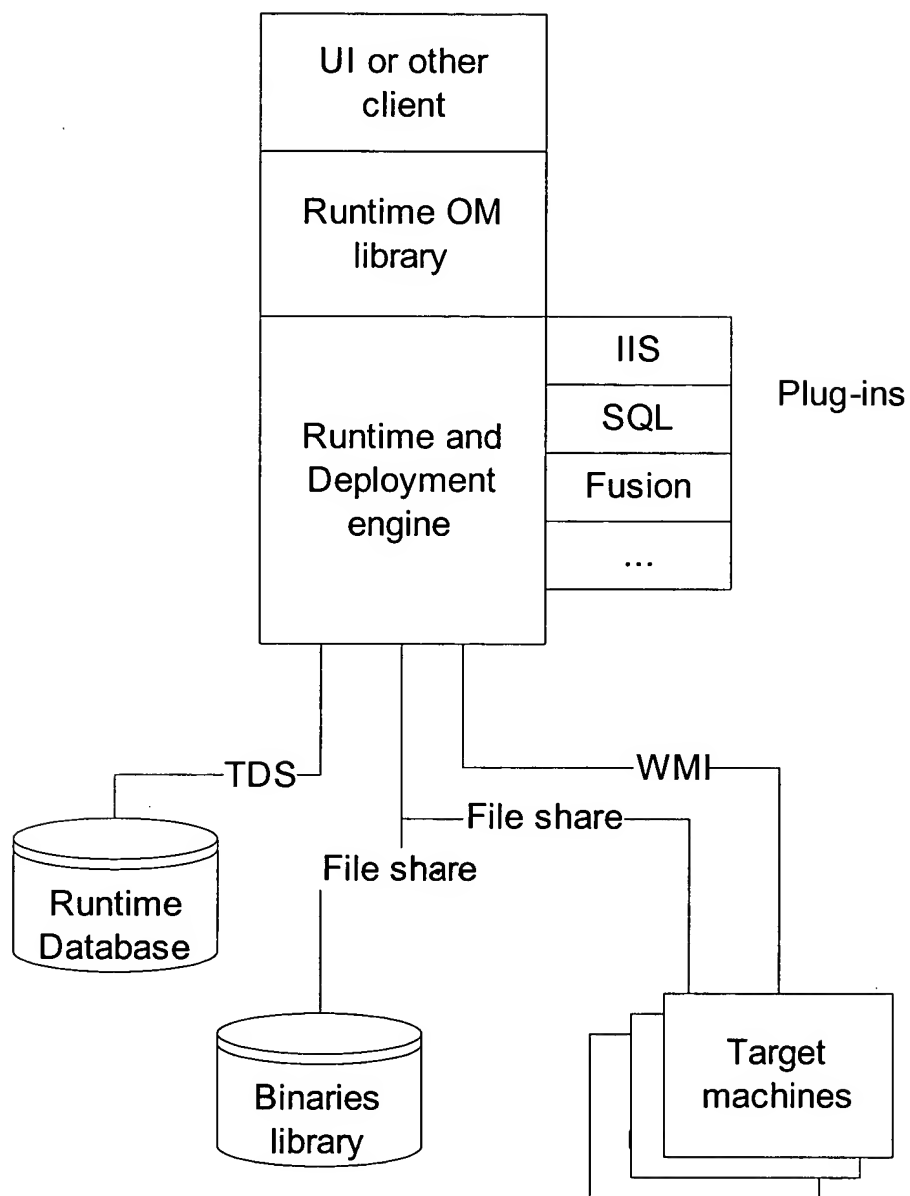 UI or other
client
Runtime OM
library
IIS
Plug-ins
SQL
Runtime and
Deployment
engine
Fusion
...
TDS
WMI
File share
File share
Runtime
Database
Target
machines
Binaries
library